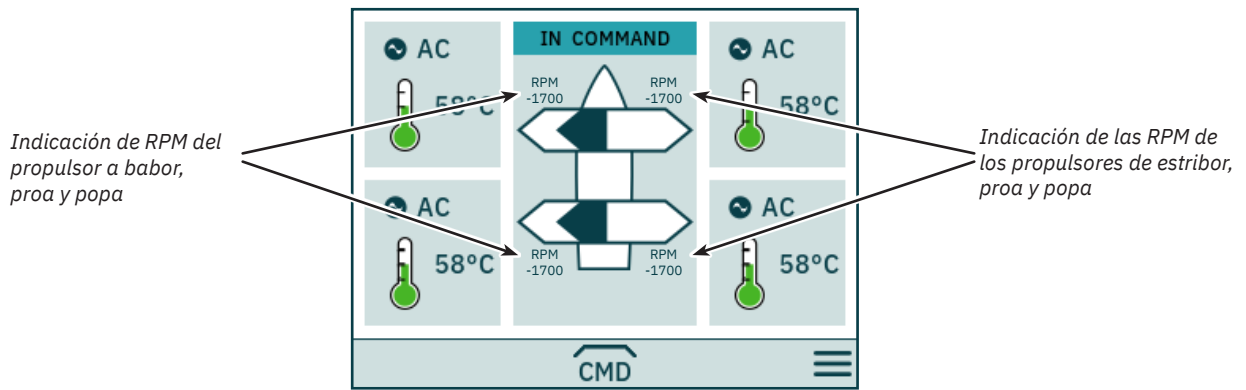 Indicación de RPM del
propulsor a babor,
proa y popa
AC
58°C
AC
58°C
IN COMMAND
RPM
-1700
RPM
-1700
RPM
-1700
RPM
-1700
AC
58°C
AC
58°C
CMD
Indicación de las RPM de
los propulsores de estribor,
proa y popa